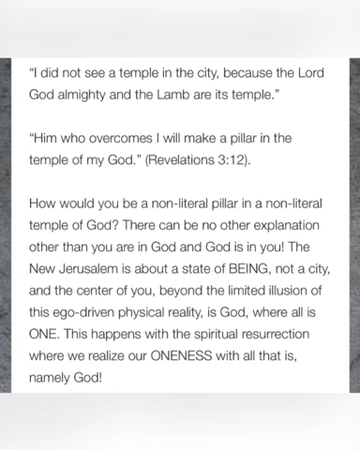 “I did not see a temple in the city, because the Lord
God almighty and the Lamb are its temple.”
“Him who overcomes I will make a pillar in the
temple of my God.” (Revelations 3:12).
How would you be a non-literal pillar in a non-literal
temple of God? There can be no other explanation
other than you are in God and God is in you! The
New Jerusalem is about a state of BEING, not a city,
and the center of you, beyond the limited illusion of
this ego-driven physical reality, is God, where all is
ONE. This happens with the spiritual resurrection
where we realize our ONENESS with all that is,
namely God!